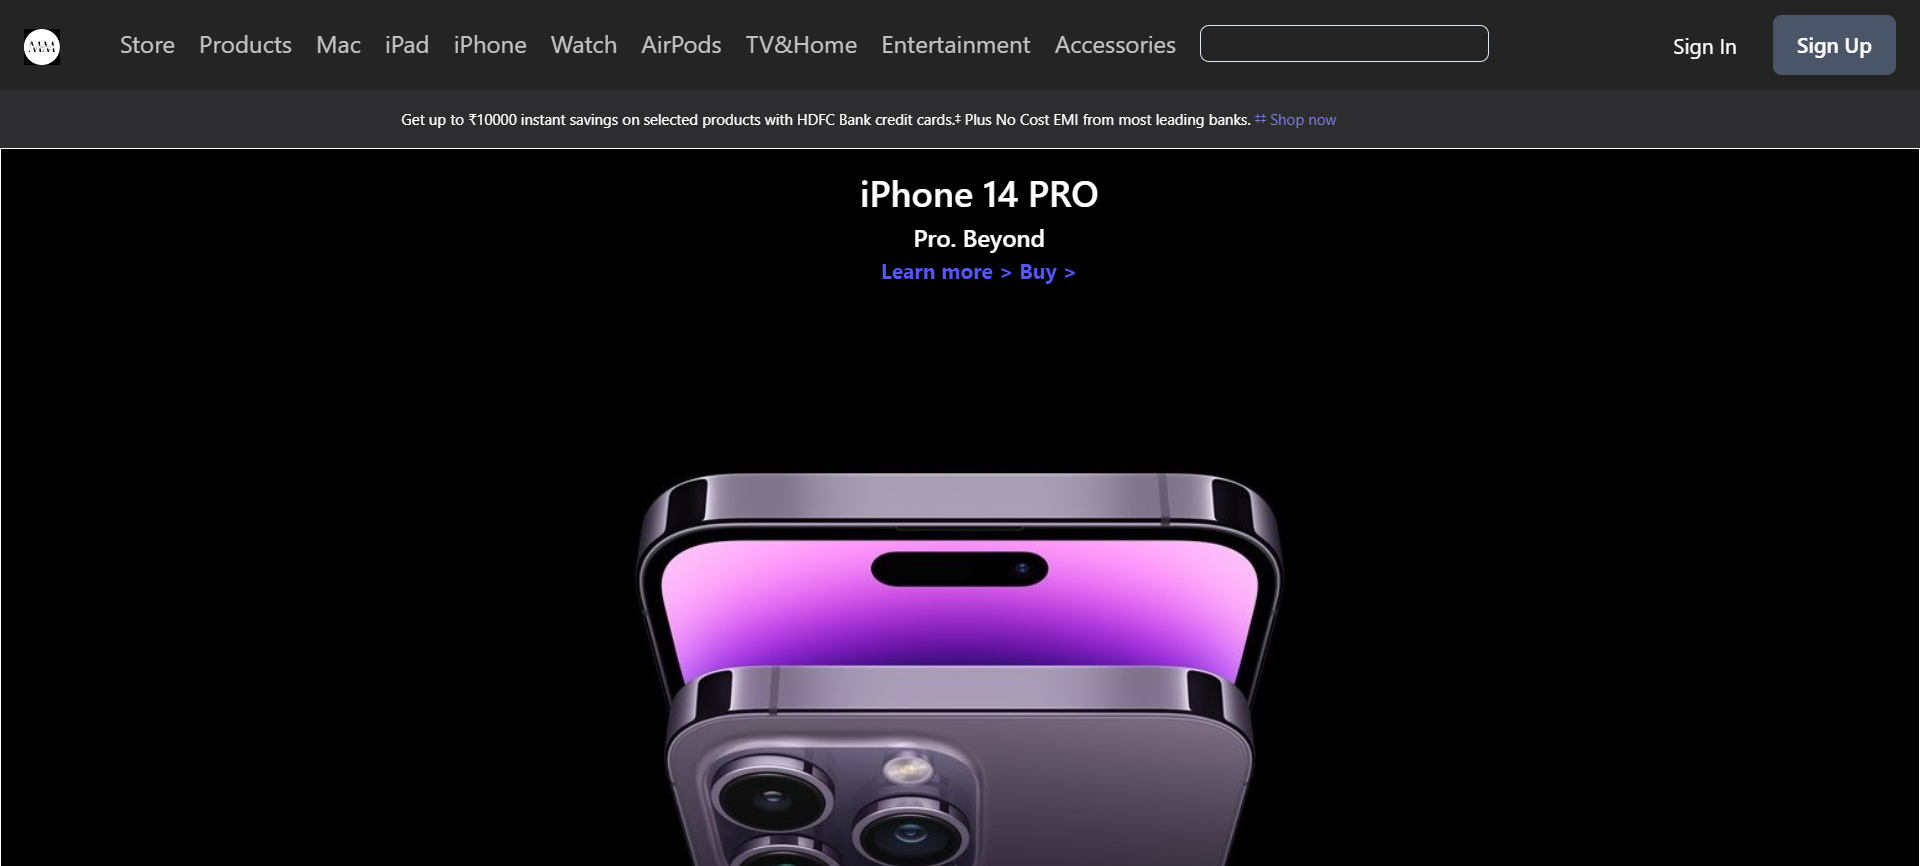 Store Products Mac iPad iPhone Watch AirPods TV&Home Entertainment Accessories Sign In Sign Up
Get up to ₹10000 instant savings on selected products with HDFC Bank credit cards.‡ Plus No Cost EMI from most leading banks. ‡‡ Shop now
iPhone 14 PRO
Pro. Beyond
Learn more > Buy >